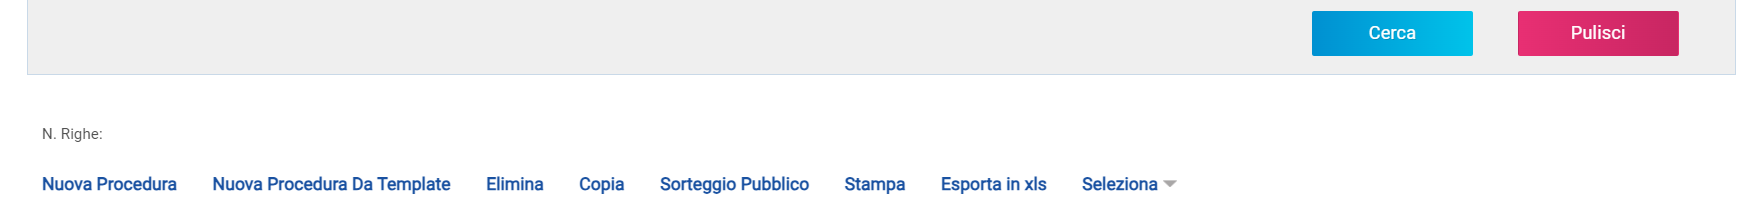 Cerca Pulisci
N. Righe:
Nuova Procedura Nuova Procedura Da Template Elimina Copia Sorteggio Pubblico Stampa Esporta in xls Seleziona